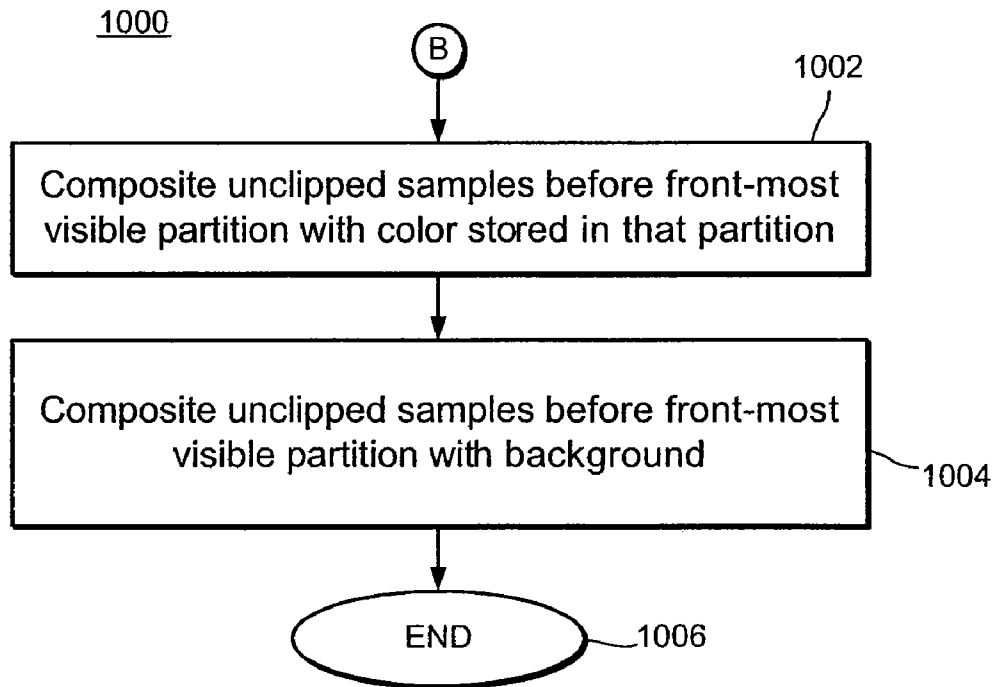 1000
B
1002
Composite unclipped samples before front-most
visible partition with color stored in that partition
Composite unclipped samples before front-most
visible partition with background
1004
END
1006